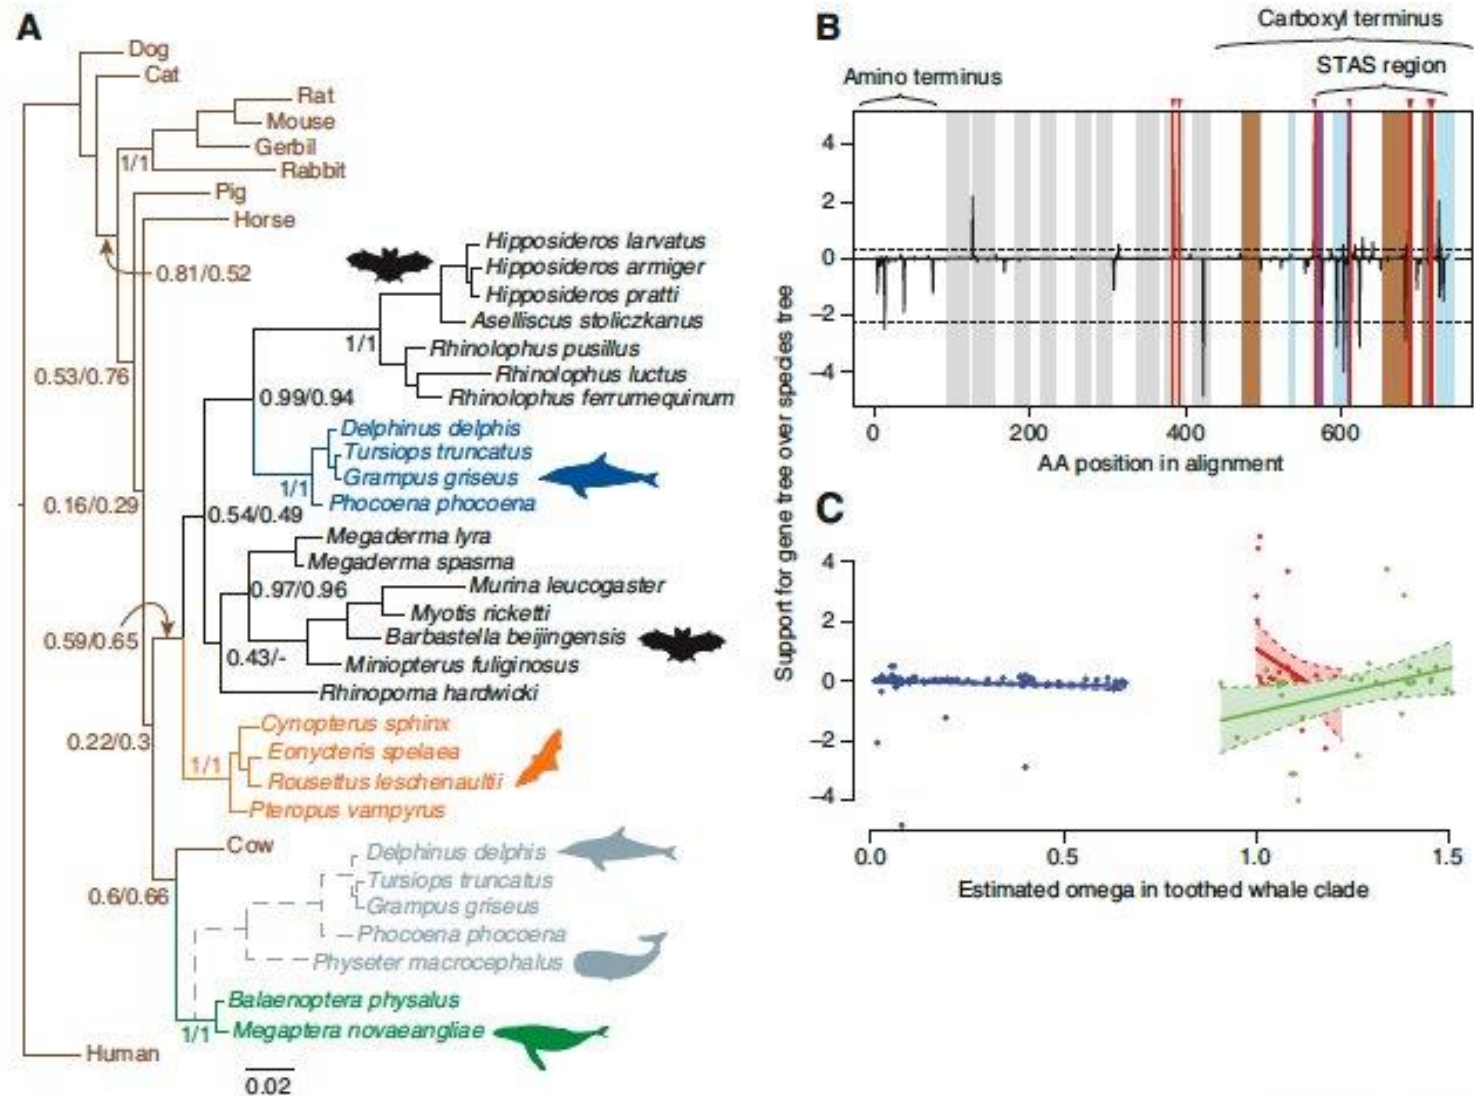 A
Dog
Cat
Rat
Mouse
Gerbil
1/1
Rabbit
Pig
Horse
Hipposideros larvatus
0.81/0.52
Hipposideros armiger
Hipposideros pratti
Aselliscus stoliczkanus
1/1
Rhinolophus pusillus
0.53/0.76
Rhinolophus luctus
0.99/0.94
Rhinolophus ferrumequinum
Delphinus delphis
Tursiops truncatus
Grampus griseus
1/1
0.16/0.29
Phocoena phocoena
0.54/0.49
Megaderma lyra
Megaderma spasma
0.97/0.96
Murina leucogaster
Myotis ricketti
0.59/0.65
Barbastella beijingensis
0.43/-
Miniopterus fuliginosus
Rhinopoma hardwicki
Cynopterus sphinx
0.22/0.3
Eonycteris spelaea
1/1
Rousettus leschenaultii
Pteropus vampyrus
Cow
Delphinus delphis
Tursiops truncatus
0.6/0.66
Grampus griseus
Phocoena phocoena
Physeter macrocephalus
Balaenoptera physalus
1/1
Megaptera novaeangliae
Human
0.02
B
Carboxyl terminus
Amino terminus
STAS region
4
2
0
-2
-4
0 200 400 600
AA position in alignment
Support for gene tree over species tree
C
4
2
0
-2
-4
0.0 0.5 1.0 1.5
Estimated omega in toothed whale clade